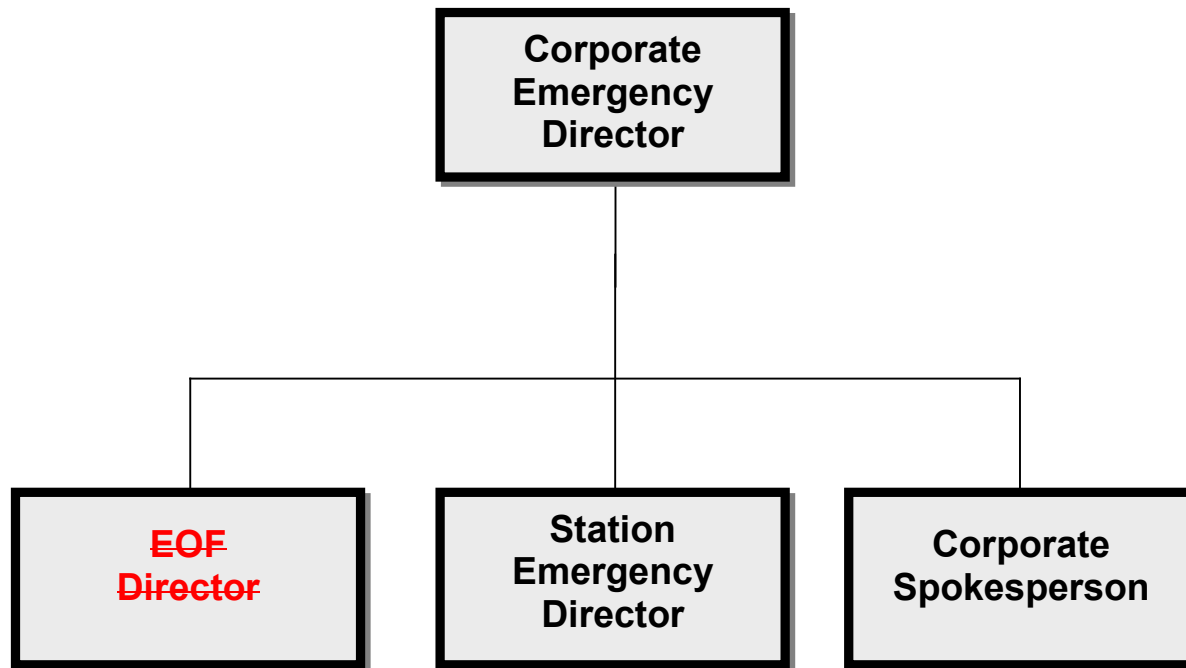 Corporate
Emergency
Director
EOF
Director
Station
Emergency
Director
Corporate
Spokesperson